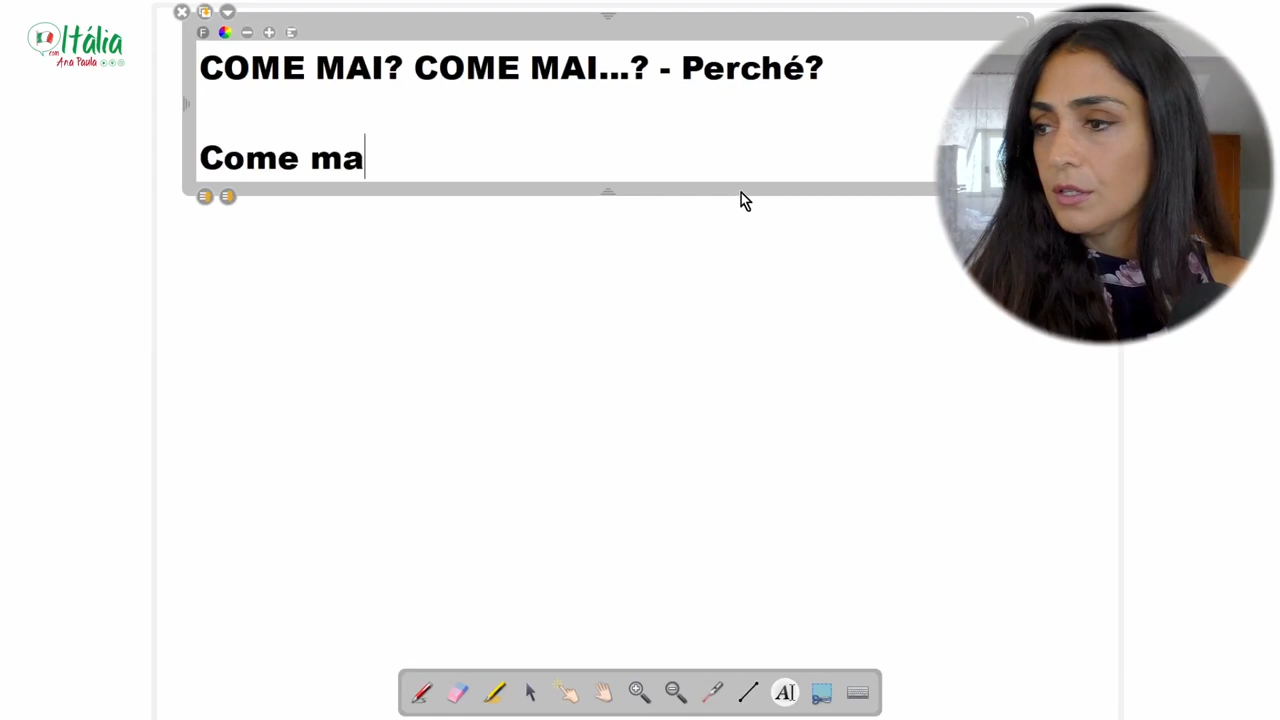 Itália
com
Ana Paula
COME MAI? COME MAI...? - Perché?
Come ma